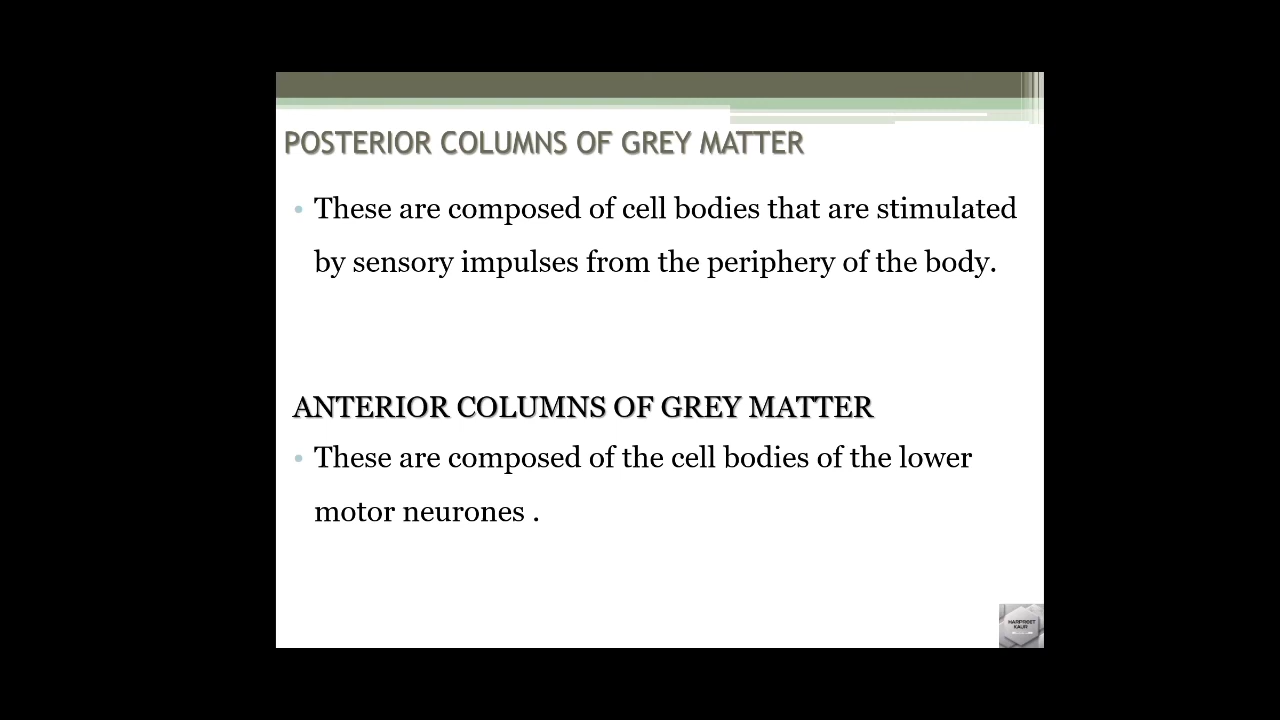 POSTERIOR COLUMNS OF GREY MATTER
• These are composed of cell bodies that are stimulated
by sensory impulses from the periphery of the body.
ANTERIOR COLUMNS OF GREY MATTER
• These are composed of the cell bodies of the lower
motor neurones .
HARPREET
KAUR